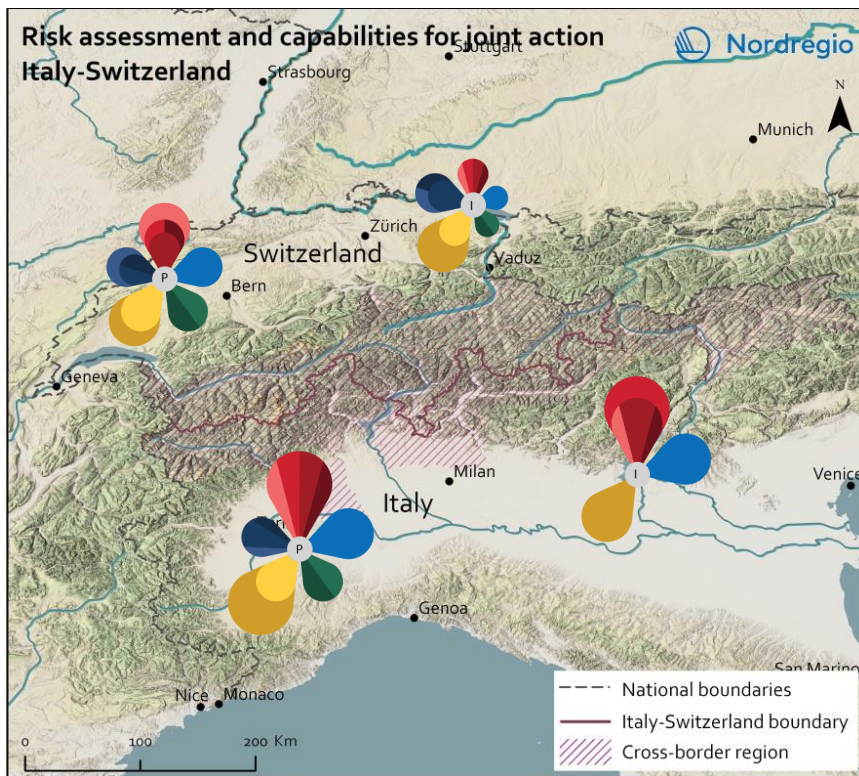 Risk assessment and capabilities for joint action
Italy-Switzerland
Nordregio
Stuttgart
Strasbourg
N
Munich
I
Zürich
Switzerland
Vaduz
P
Bern
Geneva
I
Milan
Venice
Italy
P
Genoa
San Marino
Nice
Monaco
National boundaries
Italy-Switzerland boundary
Cross-border region
0 100 200 Km